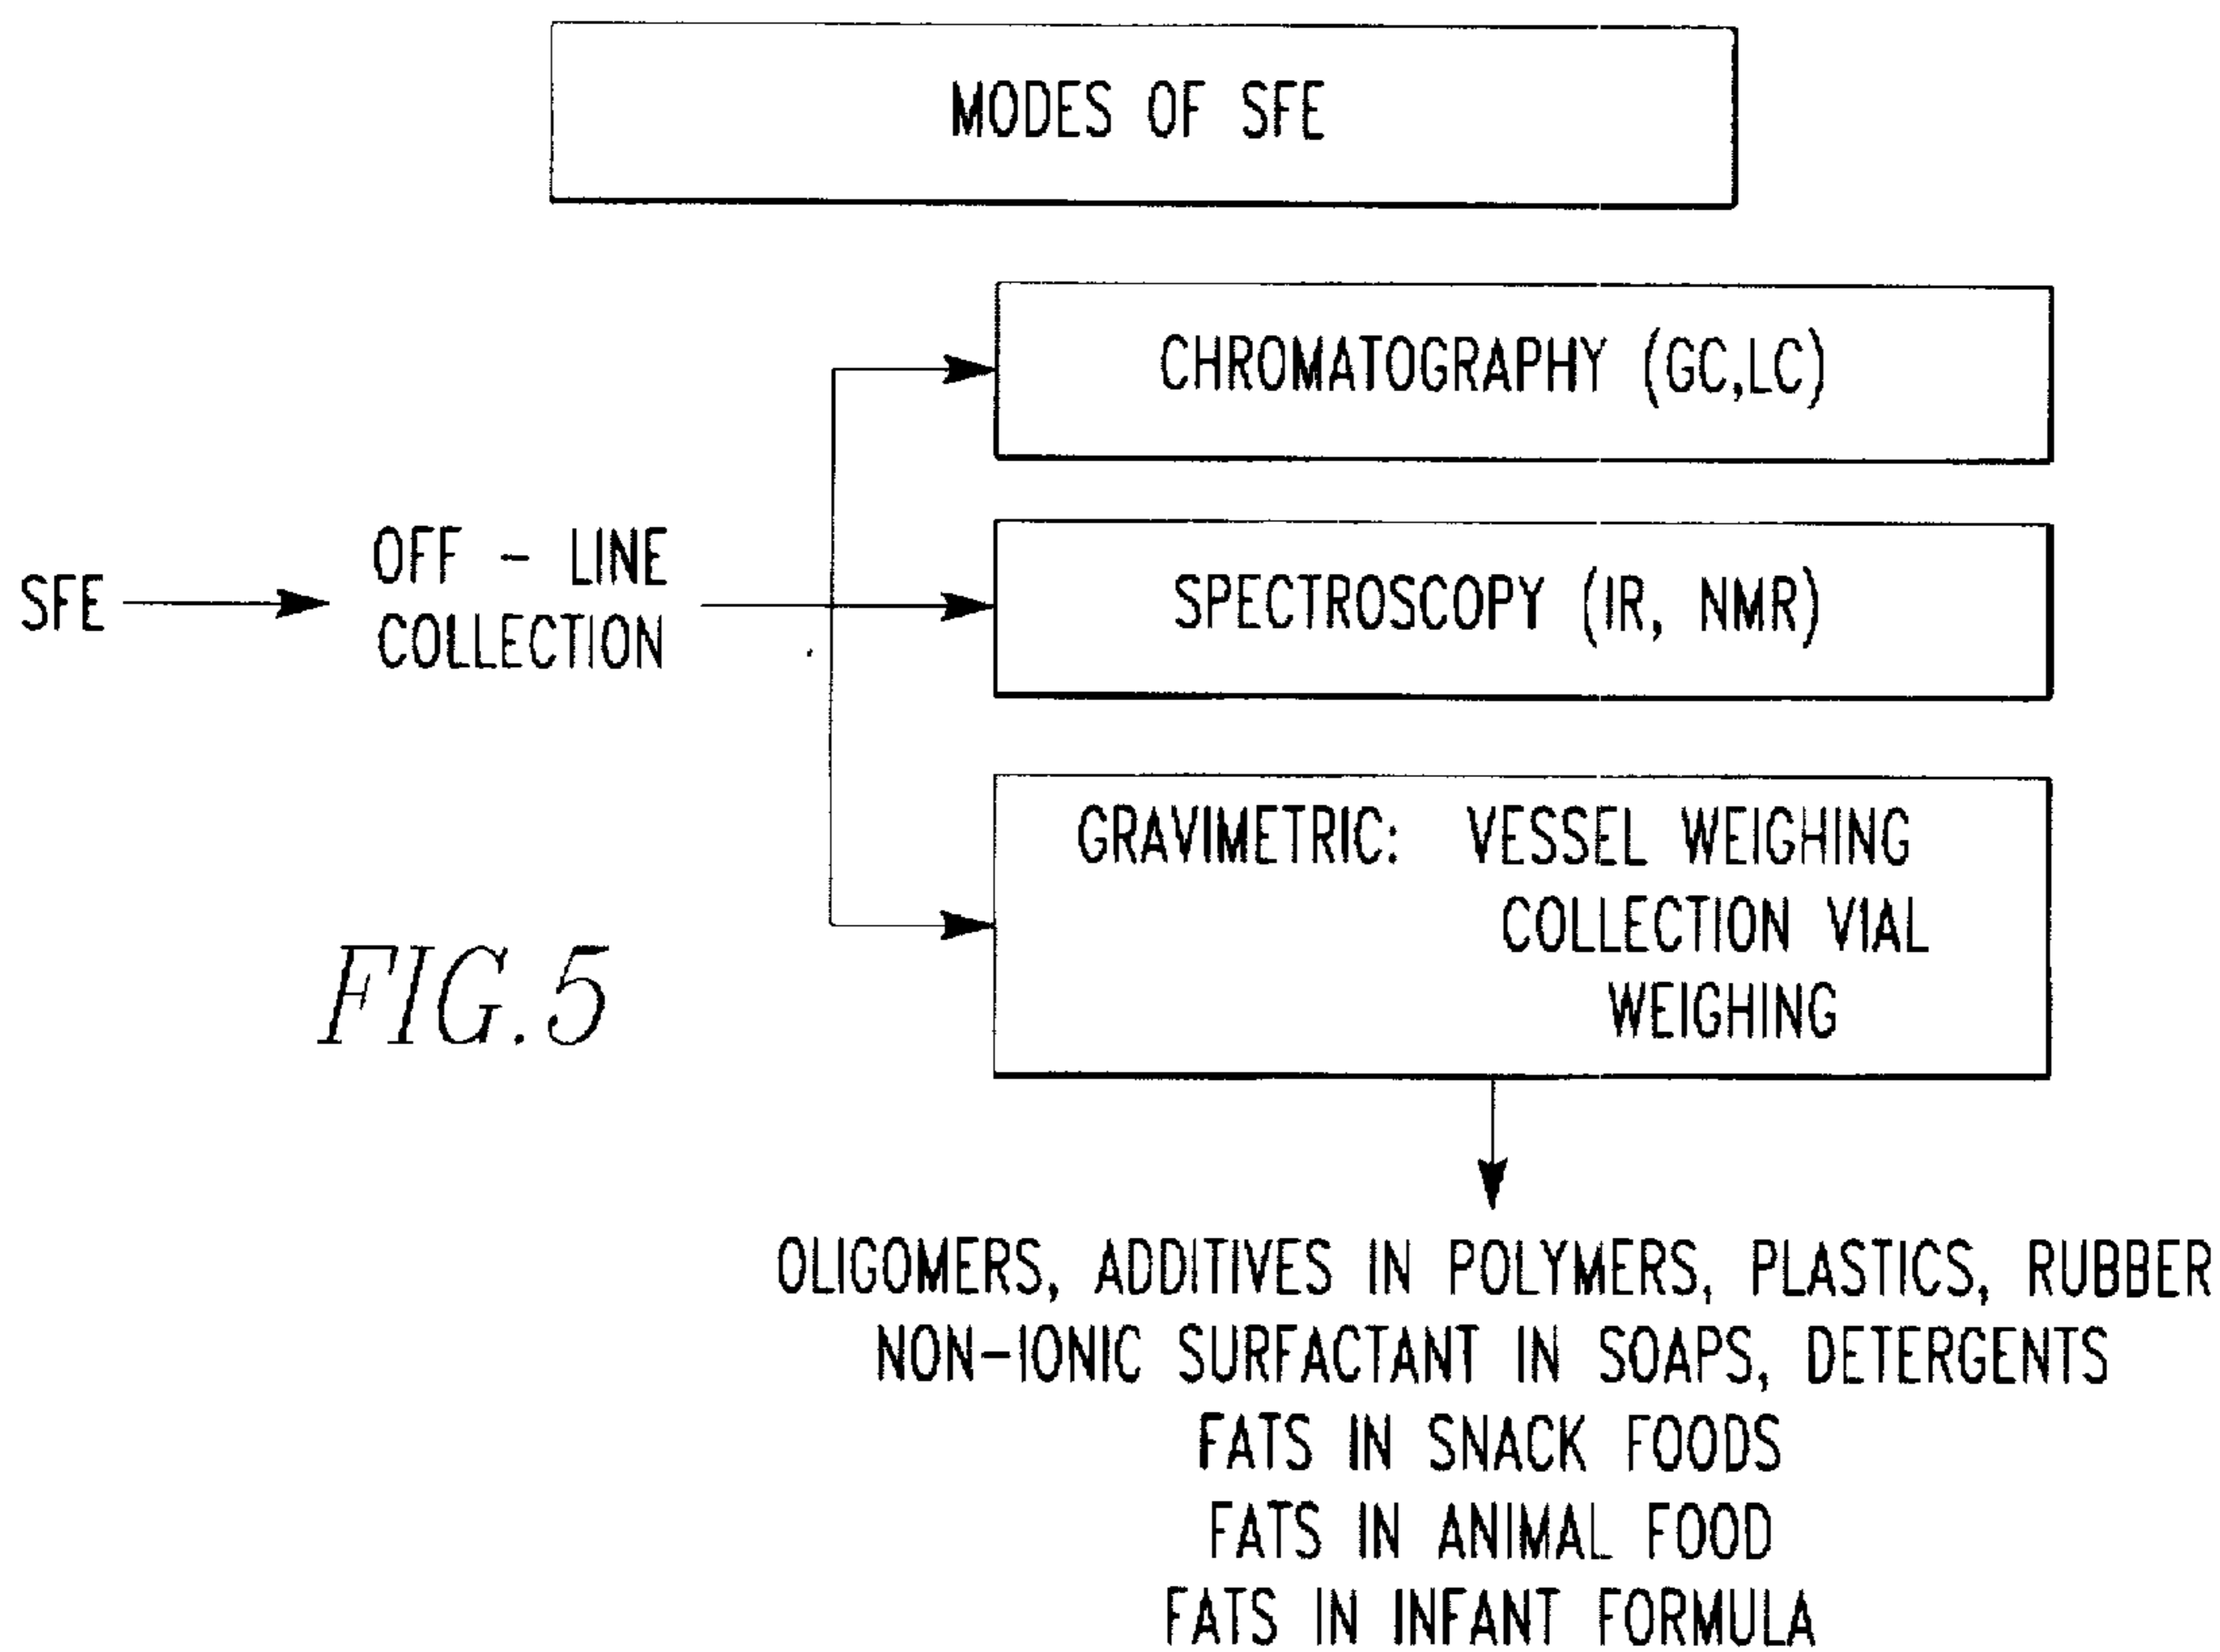 MODES OF SFE
CHROMATOGRAPHY (GC,LC)
SFE
OFF - LINE
COLLECTION
SPECTROSCOPY (IR, NMR)
GRAVIMETRIC: VESSEL WEIGHING
COLLECTION VIAL
WEIGHING
FIG.5
OLIGOMERS, ADDITIVES IN POLYMERS, PLASTICS, RUBBER
NON-IONIC SURFACTANT IN SOAPS, DETERGENTS
FATS IN SNACK FOODS
FATS IN ANIMAL FOOD
FATS IN INFANT FORMULA